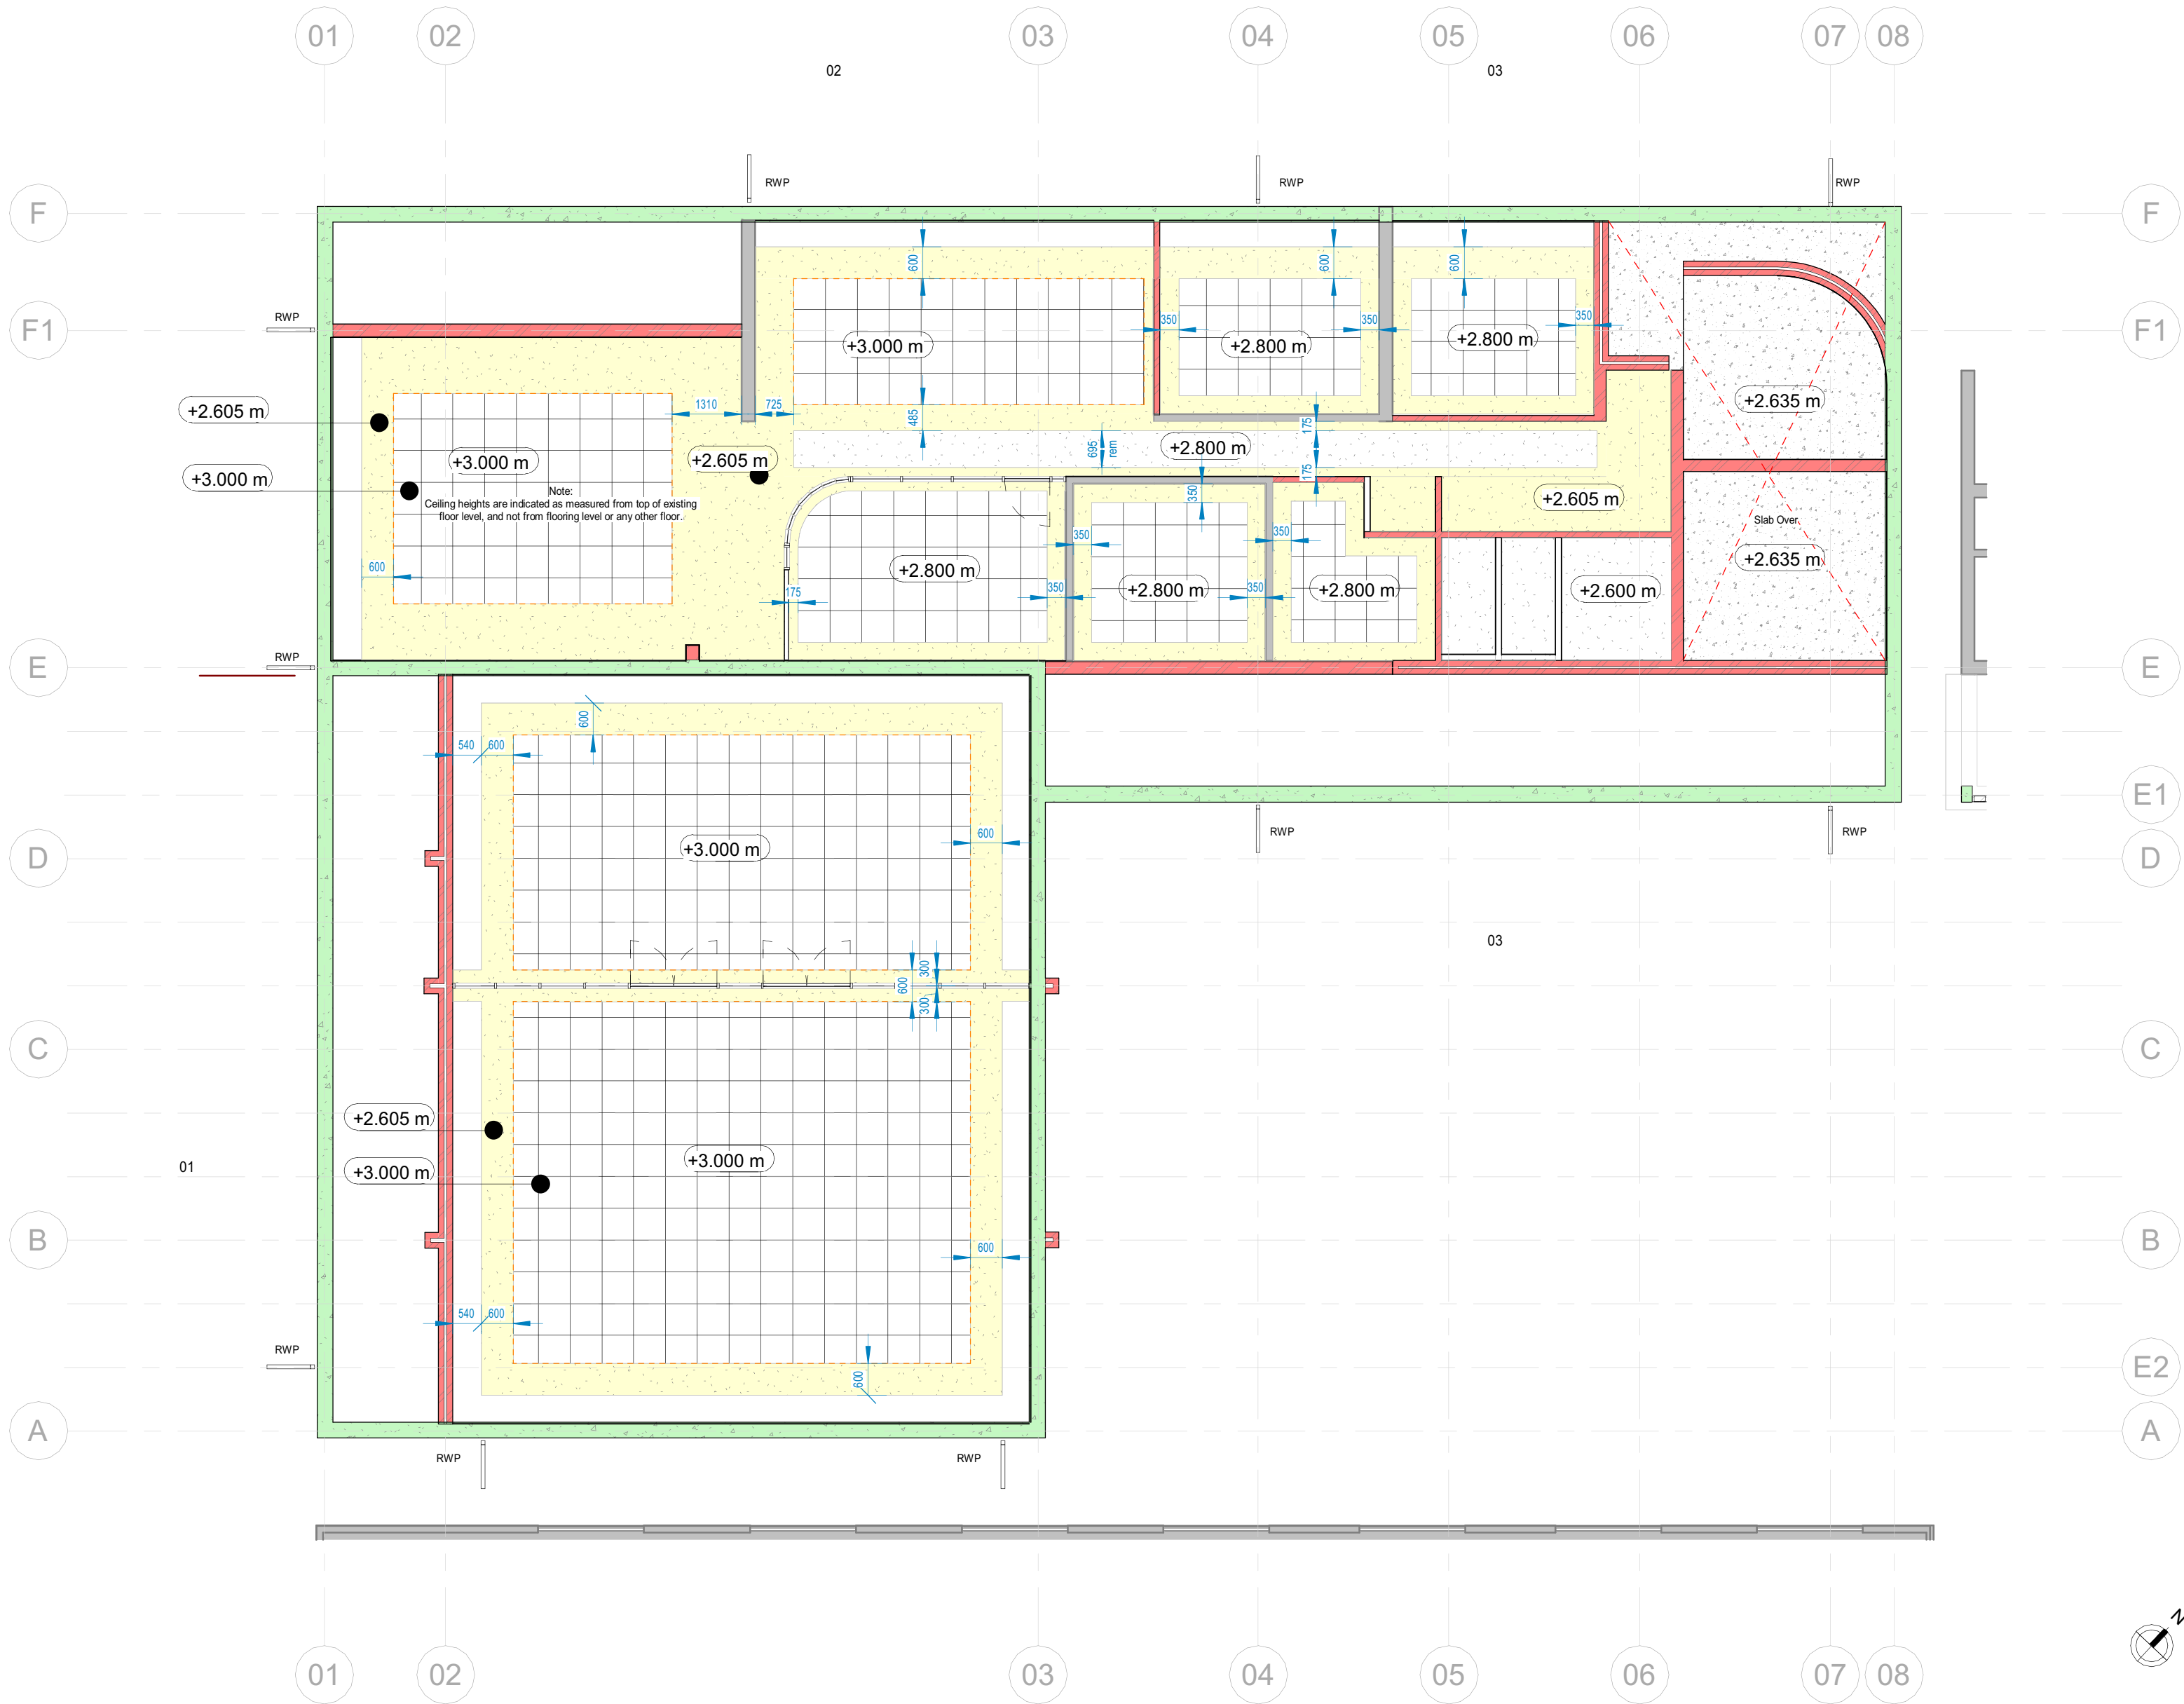 01 02 03 04 05 06 07 08
02 03
RWP RWP RWP
F F
600 600 600
RWP
F1 F1
350 350 350
+3.000 m +2.800 m +2.800 m
+2.605 m
1310 725 485 175
+2.635 m
+3.000 m +2.605 m 695 rem +2.800 m
+3.000 m
175
Note:
Ceiling heights are indicated as measured from top of existing
floor level, and not from flooring level or any other floor.
350 +2.605 m
Slab Over
350 350
+2.635 m
600 +2.800 m
175 350 +2.800 m 350 +2.800 m +2.600 m
RWP
E E
600
540 600
E1
RWP RWP
600
+3.000 m
D D
03
300
600
300
C C
+2.605 m
+3.000 m
01 +3.000 m
B B
600
540 600
RWP
E2
600
A A
RWP RWP
N
01 02 03 04 05 06 07 08